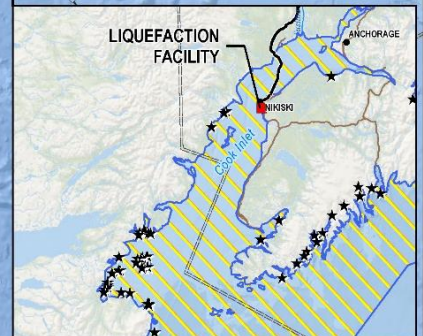 LIQUEFACTION
FACILITY
ANCHORAGE
NIKISKI
Cook Inlet